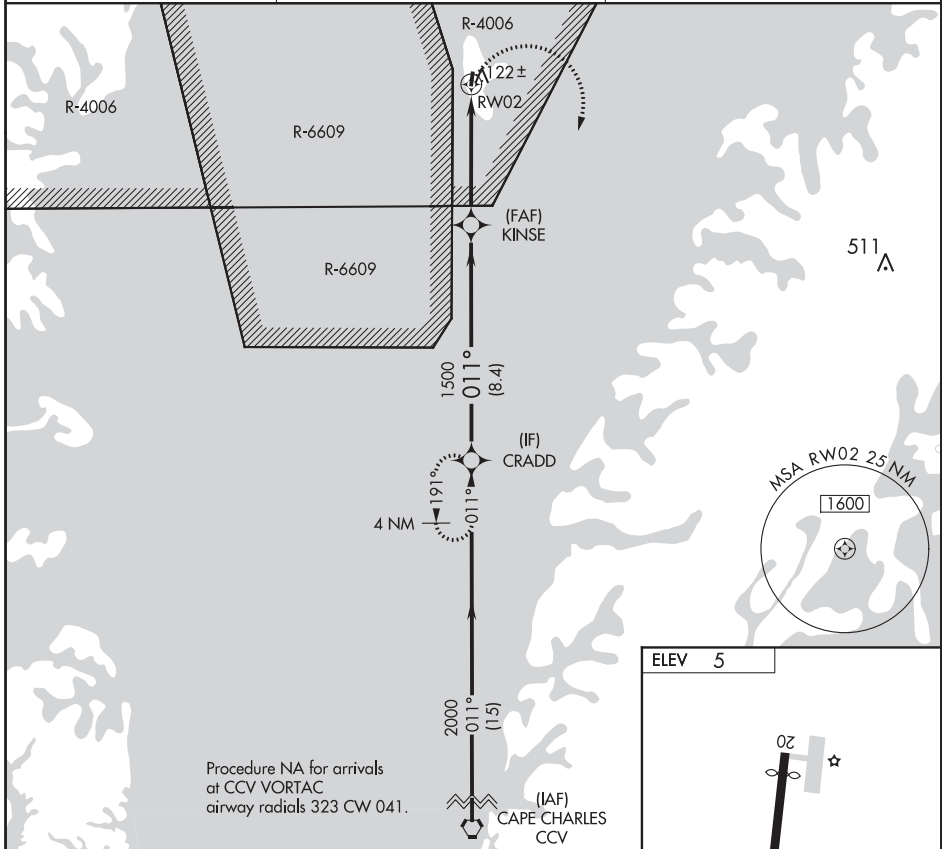 R-4006
122±
RW02
R-4006
R-6609
(FAF)
KINSE
511
R-6609
1500
011°
(8.4)
(IF)
CRADD
191°
011°
4 NM
MSA RW02 25 NM
1600
ELEV 5
20
2000
011°
(15)
Procedure NA for arrivals
at CCV VORTAC
airway radials 323 CW 041.
(IAF)
CAPE CHARLES
CCV